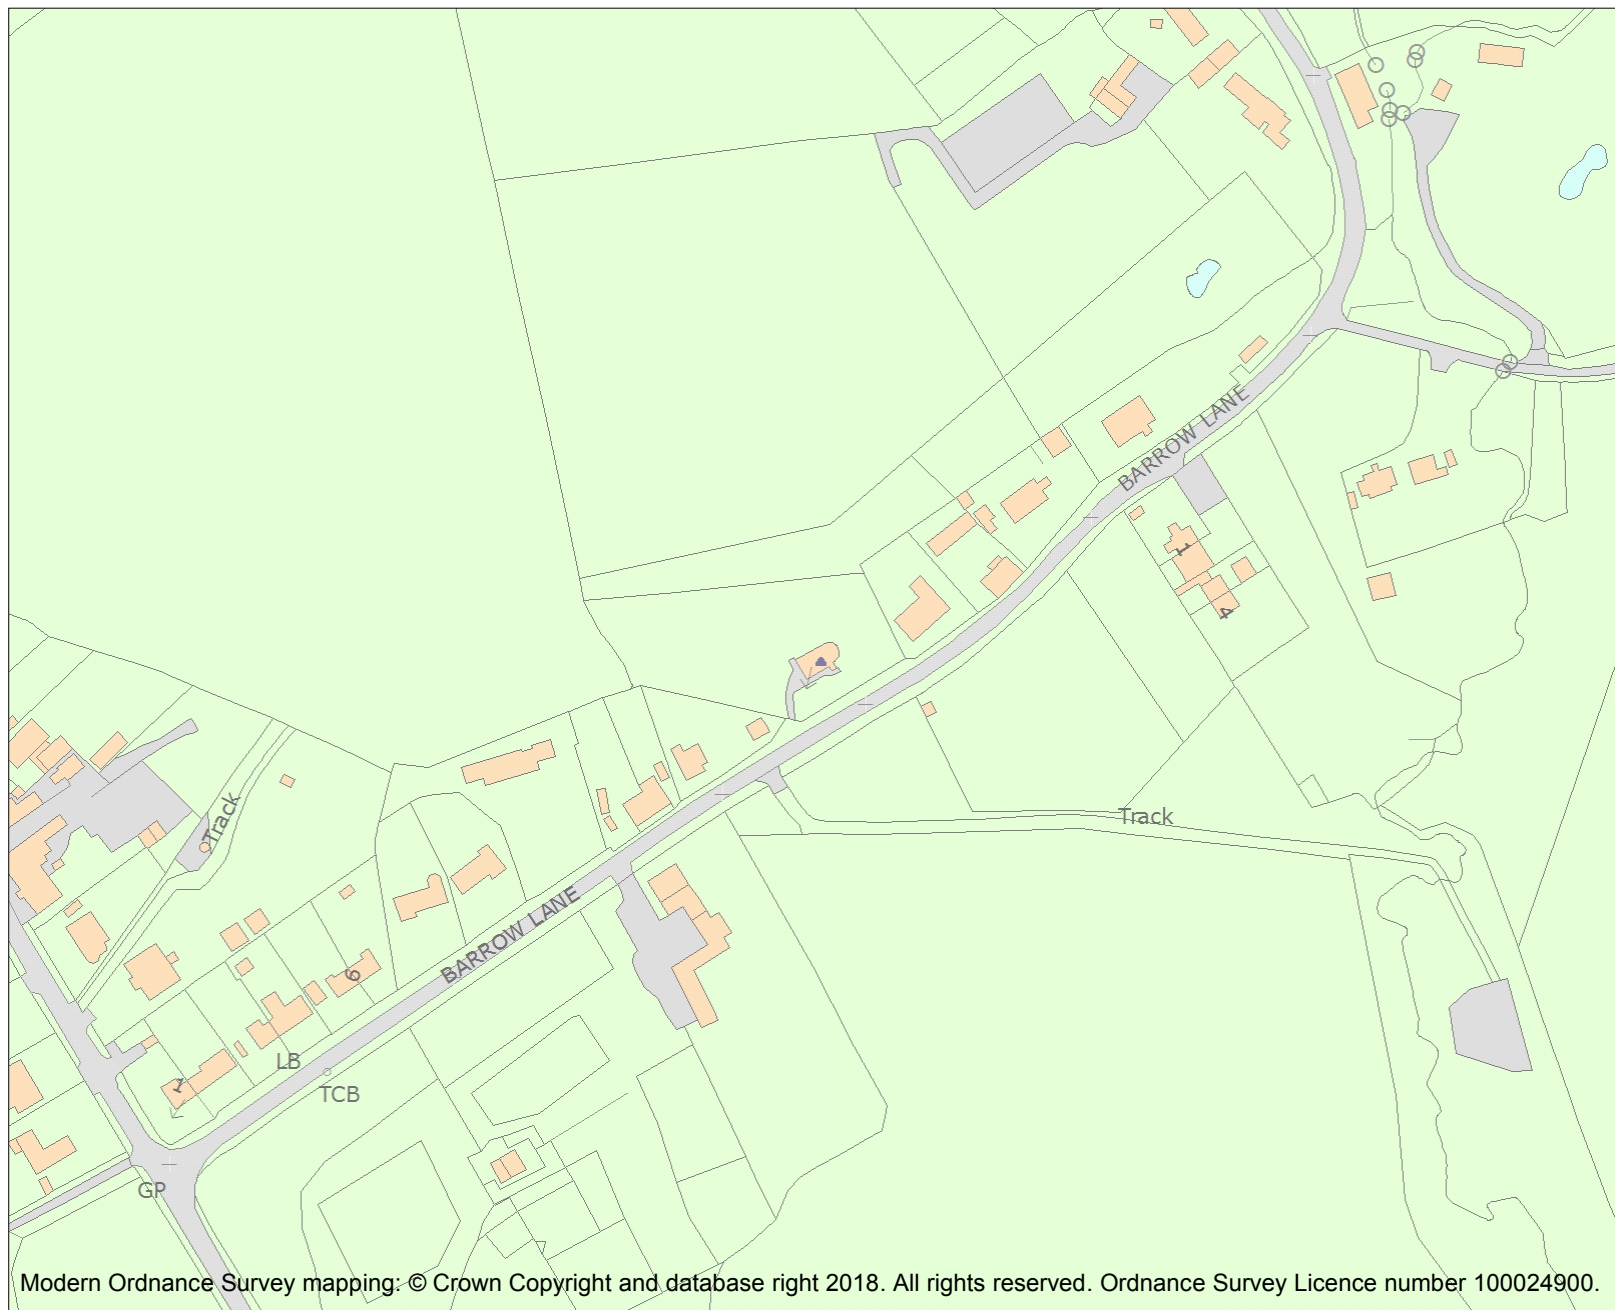 BARROW LANE
1
4
Track
Track
BARROW LANE
6
LB
1
TCB
GP
Modern Ordnance Survey mapping: © Crown Copyright and database right 2018. All rights reserved. Ordnance Survey Licence number 100024900.